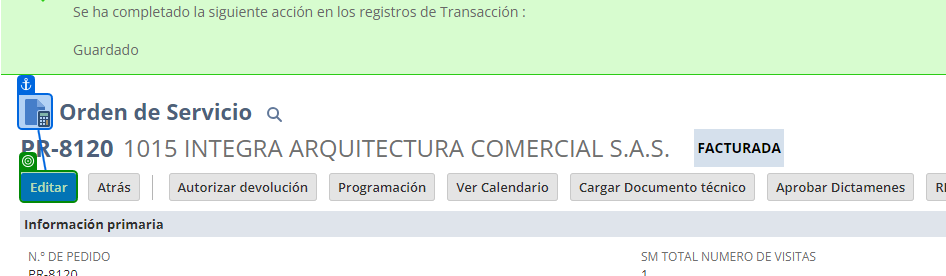 Se ha completado la siguiente acción en los registros de Transacción :
Guardado
Orden de Servicio
PR-8120 1015 INTEGRA ARQUITECTURA COMERCIAL S.A.S. FACTURADA
Editar Atrás Autorizar devolución Programación Ver Calendario Cargar Documento técnico Aprobar Dictamenes
Información primaria
N.º DE PEDIDO SM TOTAL NUMERO DE VISITAS
PR-8120 1